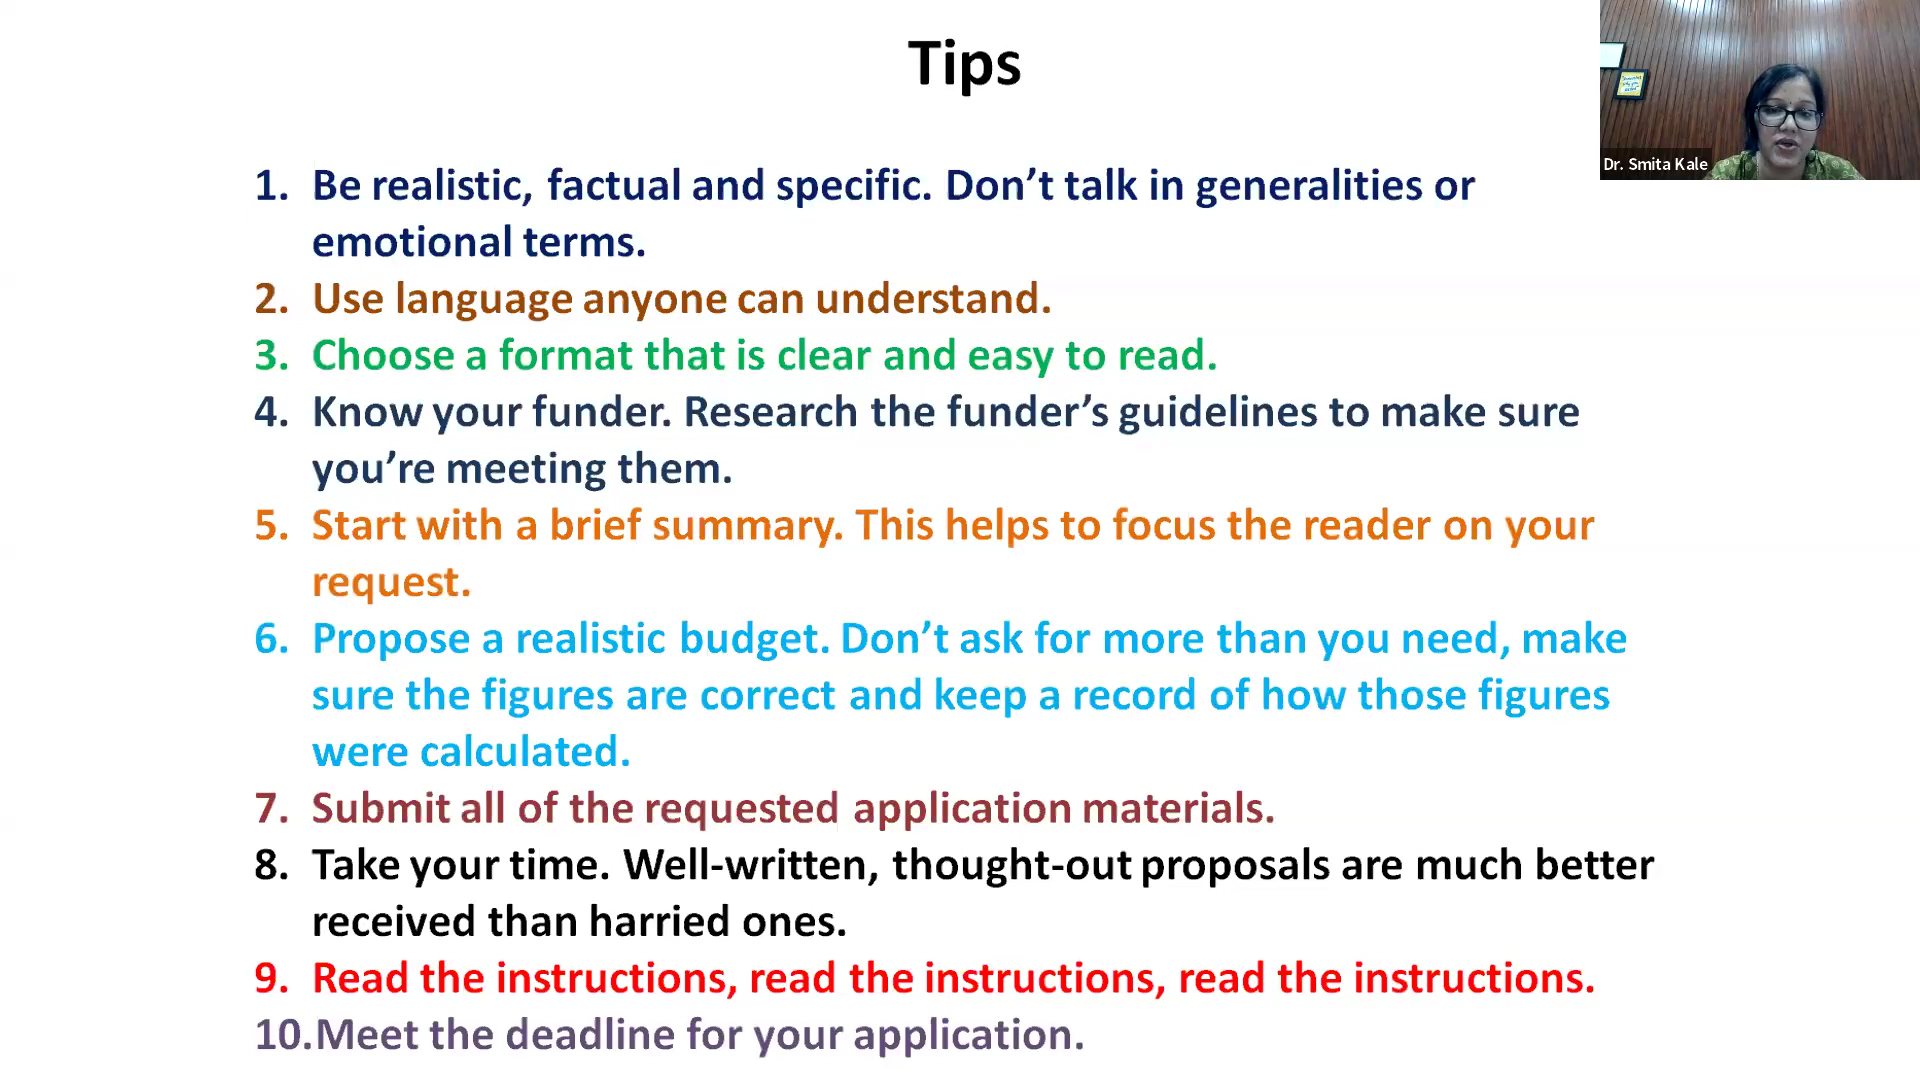 Tips
Dr. Smita Kale
1. Be realistic, factual and specific. Don’t talk in generalities or
emotional terms.
2. Use language anyone can understand.
3. Choose a format that is clear and easy to read.
4. Know your funder. Research the funder’s guidelines to make sure
you’re meeting them.
5. Start with a brief summary. This helps to focus the reader on your
request.
6. Propose a realistic budget. Don’t ask for more than you need, make
sure the figures are correct and keep a record of how those figures
were calculated.
7. Submit all of the requested application materials.
8. Take your time. Well-written, thought-out proposals are much better
received than harried ones.
9. Read the instructions, read the instructions, read the instructions.
10.Meet the deadline for your application.